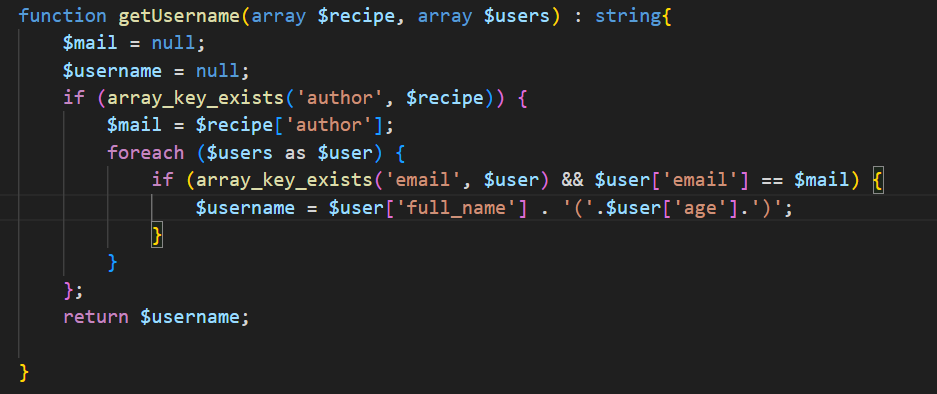 function getUsername(array $recipe, array $users) : string{
    $mail = null;
    $username = null;
    if (array_key_exists('author', $recipe)) {
        $mail = $recipe['author'];
        foreach ($users as $user) {
            if (array_key_exists('email', $user) && $user['email'] == $mail) {
                $username = $user['full_name'] . '('.$user['age'].')';
            }
        }
    };
    return $username;

}